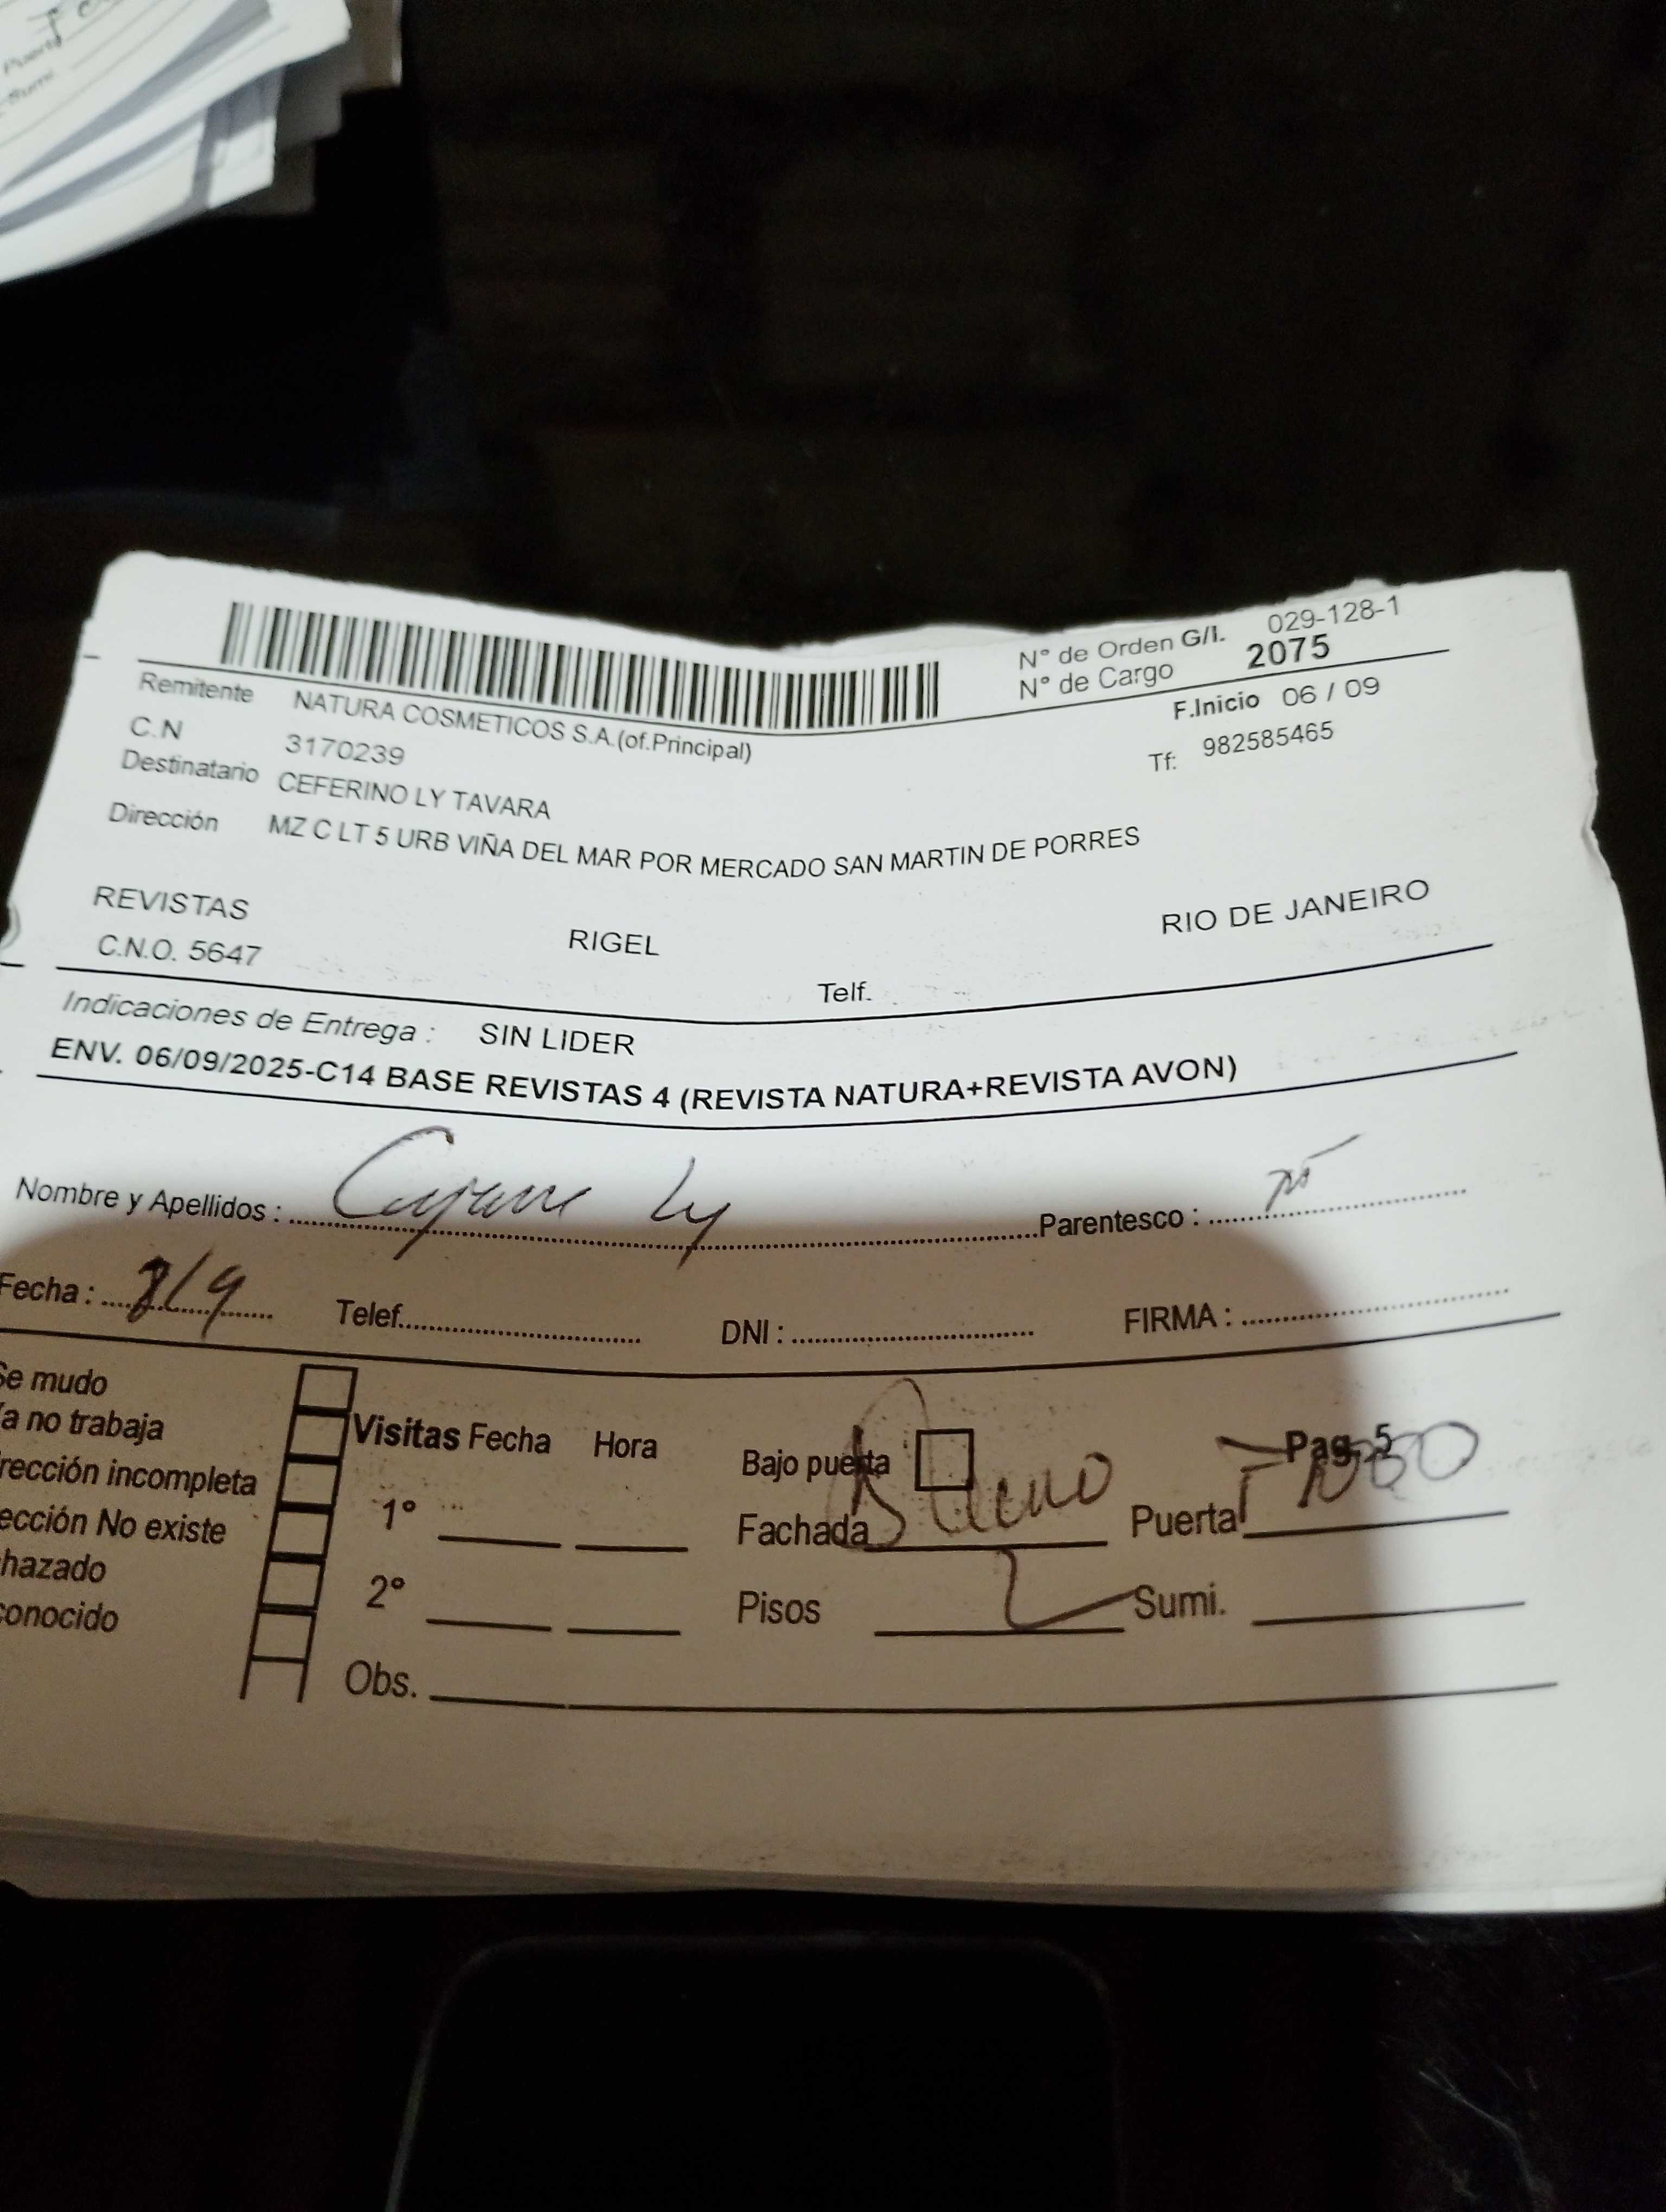 Puert
Sumi.
N° de Orden G/I. 029-128-1
N° de Cargo 2075
Remitente NATURA COSMETICOS S.A.(of.Principal)
F.Inicio 06 / 09
C.N 3170239
Tf: 982585465
Destinatario CEFERINO LY TAVARA
Dirección MZ C LT 5 URB VIÑA DEL MAR POR MERCADO SAN MARTIN DE PORRES
REVISTAS RIGEL RIO DE JANEIRO
C.N.O. 5647
Telf.
Indicaciones de Entrega : SIN LIDER
ENV. 06/09/2025-C14 BASE REVISTAS 4 (REVISTA NATURA+REVISTA AVON)
Nombre y Apellidos : Ly Parentesco :
Fecha : 8/9 Telef. DNI : FIRMA :
Se mudo
Ya no trabaja
rección incompleta
ección No existe
hazado
conocido
Visitas Fecha Hora
1°
2°
Obs.
Bajo puerta Pag. 5
Fachada Puerta
Pisos 2 Sumi.